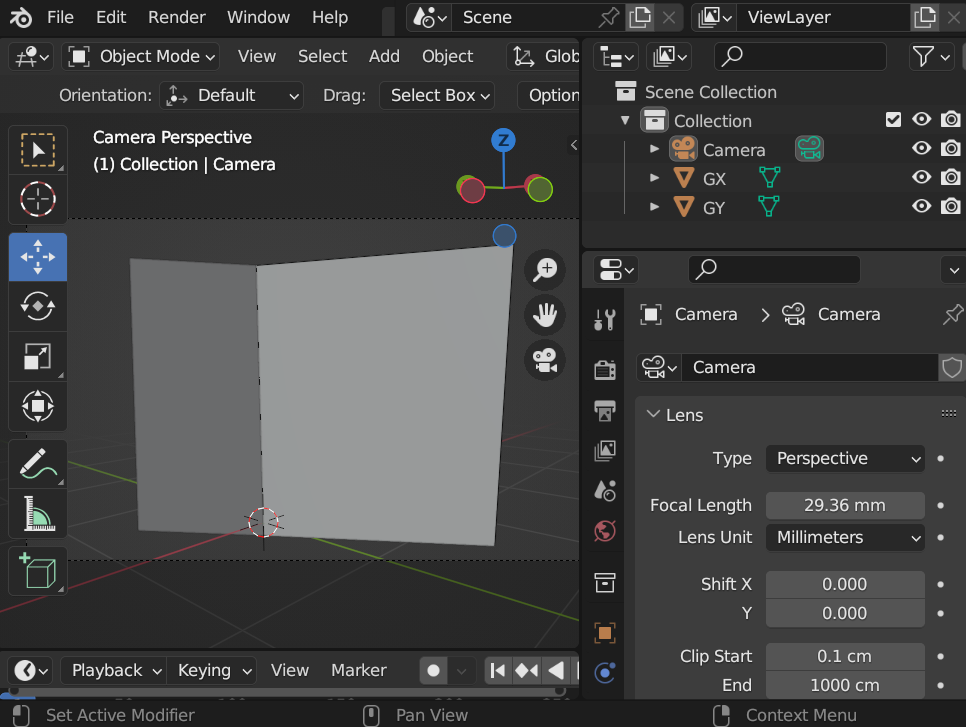 File Edit Render Window Help Scene ViewLayer
Object Mode View Select Add Object Glob
Orientation: Default Drag: Select Box Option
Camera Perspective
(1) Collection | Camera
Z
Scene Collection
Collection
Camera
GX
GY
Camera > Camera
Camera
Lens
Type Perspective
Focal Length 29.36 mm
Lens Unit Millimeters
Shift X 0.000
Y 0.000
Clip Start 0.1 cm
End 1000 cm
Playback Keying View Marker
Set Active Modifier Pan View Context Menu